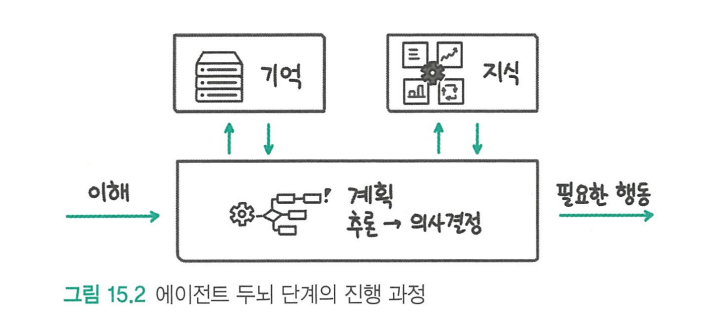 기억
지식
이해
계획
추론 → 의사결정
필요한 행동
그림 15.2 에이전트 두뇌 단계의 진행 과정